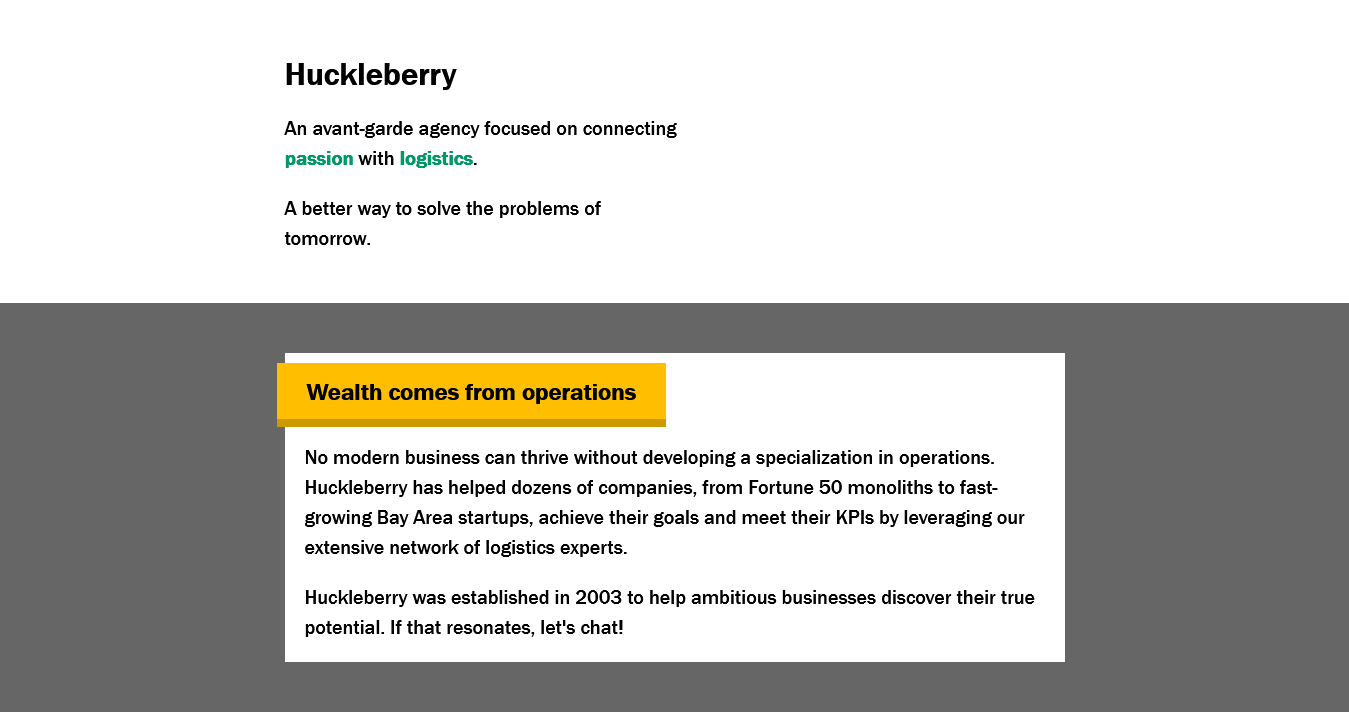 Huckleberry
An avant-garde agency focused on connecting
passion with logistics.
A better way to solve the problems of
tomorrow.
Wealth comes from operations
No modern business can thrive without developing a specialization in operations.
Huckleberry has helped dozens of companies, from Fortune 50 monoliths to fast-
growing Bay Area startups, achieve their goals and meet their KPIs by leveraging our
extensive network of logistics experts.
Huckleberry was established in 2003 to help ambitious businesses discover their true
potential. If that resonates, let's chat!